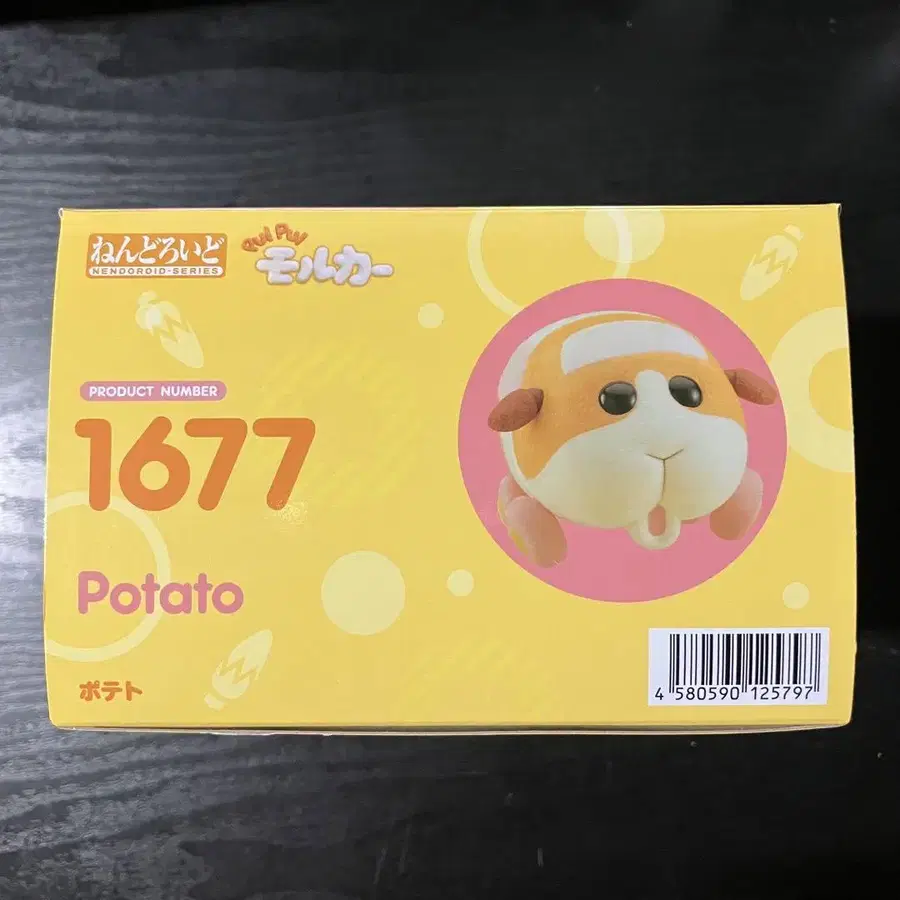 ねんどろいど
NENDOROID-SERIES
PUI PUI
モルカー
PRODUCT NUMBER
1677
Potato
ポテト
4 580590 125797